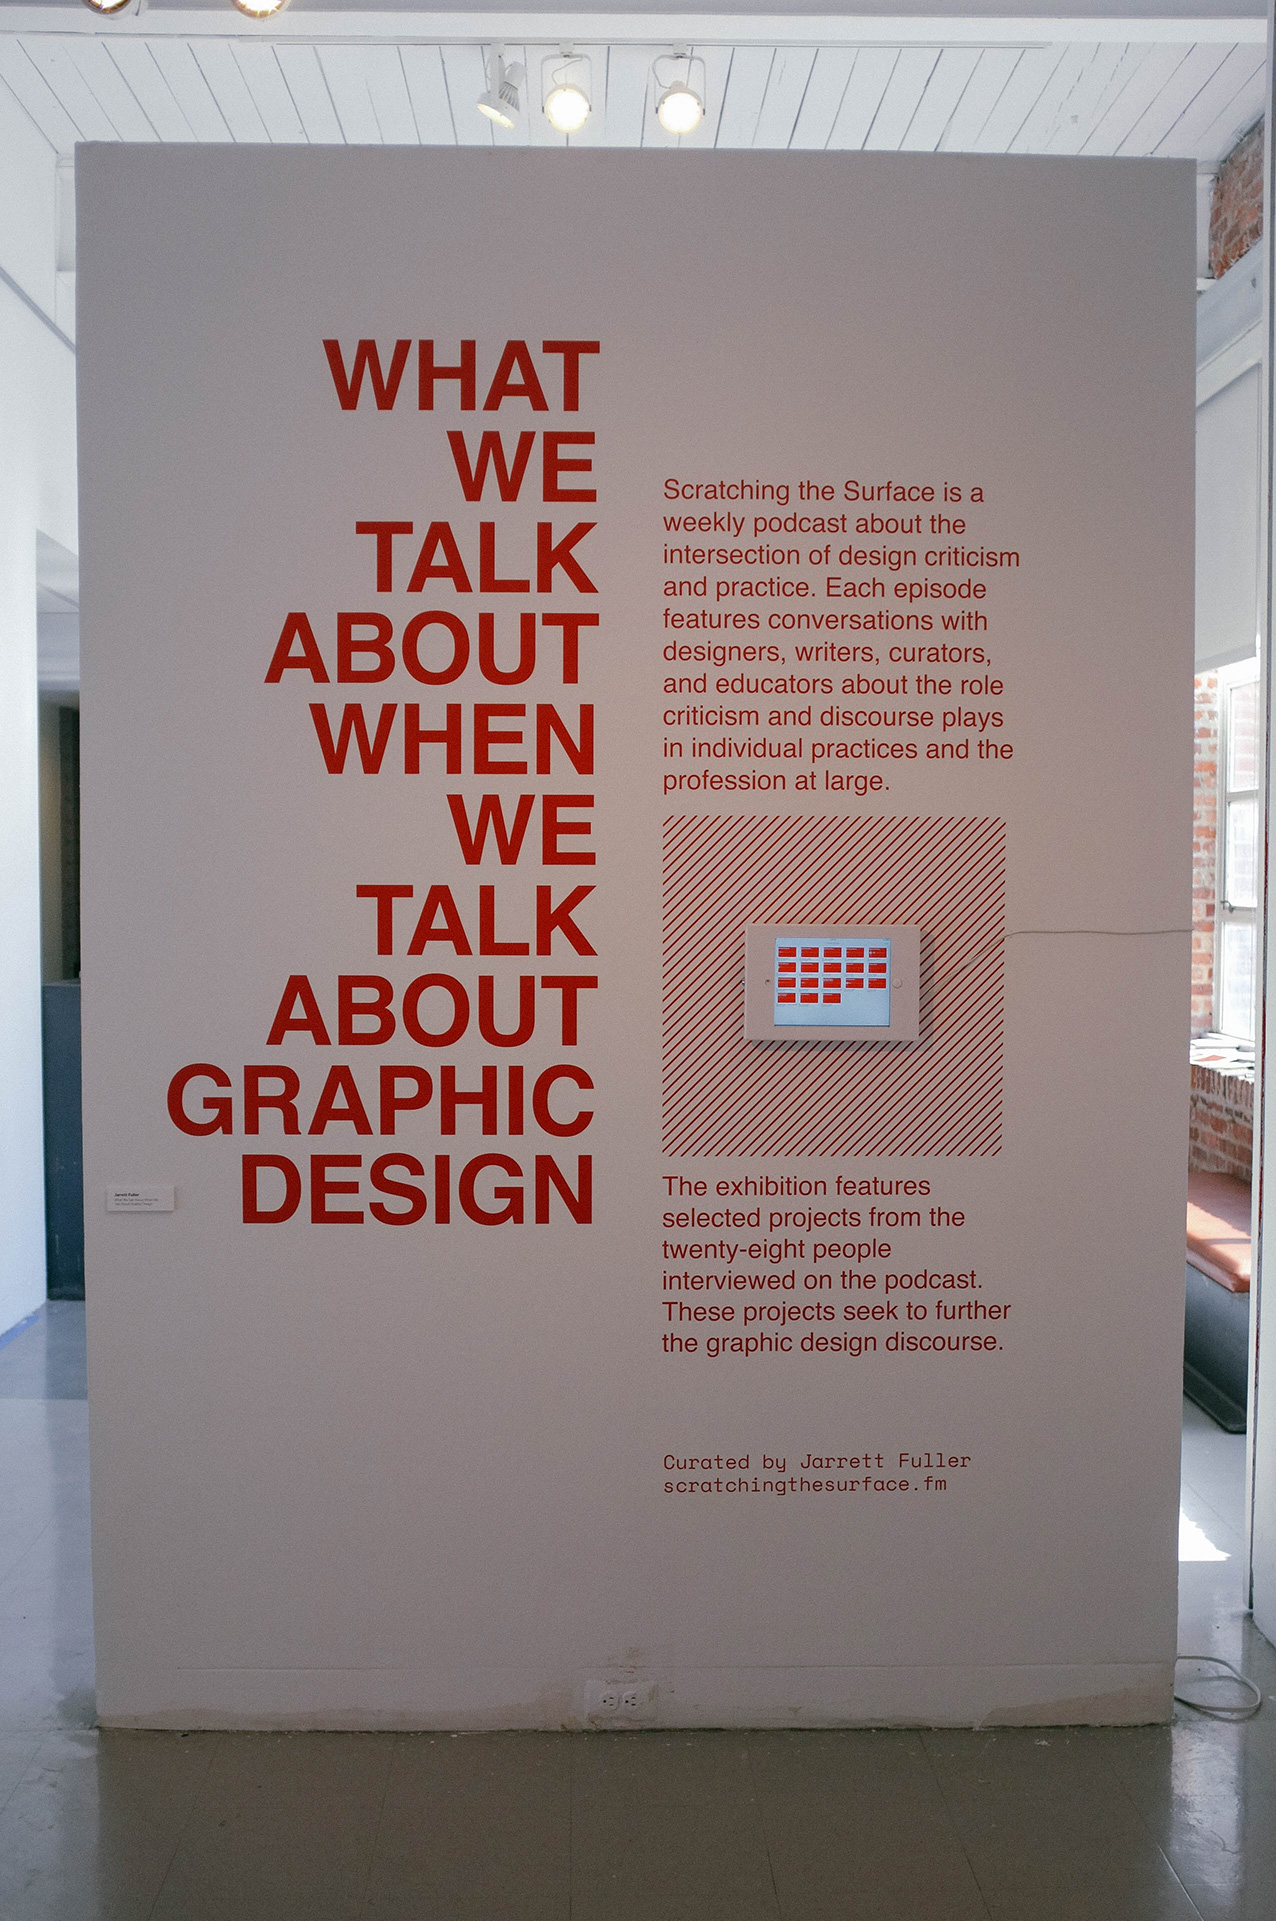 WHAT
WE
TALK
ABOUT
WHEN
WE
TALK
ABOUT
GRAPHIC
DESIGN
Scratching the Surface is a
weekly podcast about the
intersection of design criticism
and practice. Each episode
features conversations with
designers, writers, curators,
and educators about the role
criticism and discourse plays
in individual practices and the
profession at large.
The exhibition features
selected projects from the
twenty-eight people
interviewed on the podcast.
These projects seek to further
the graphic design discourse.
Curated by Jarrett Fuller
scratchingthesurface.fm
Jarrett Fuller